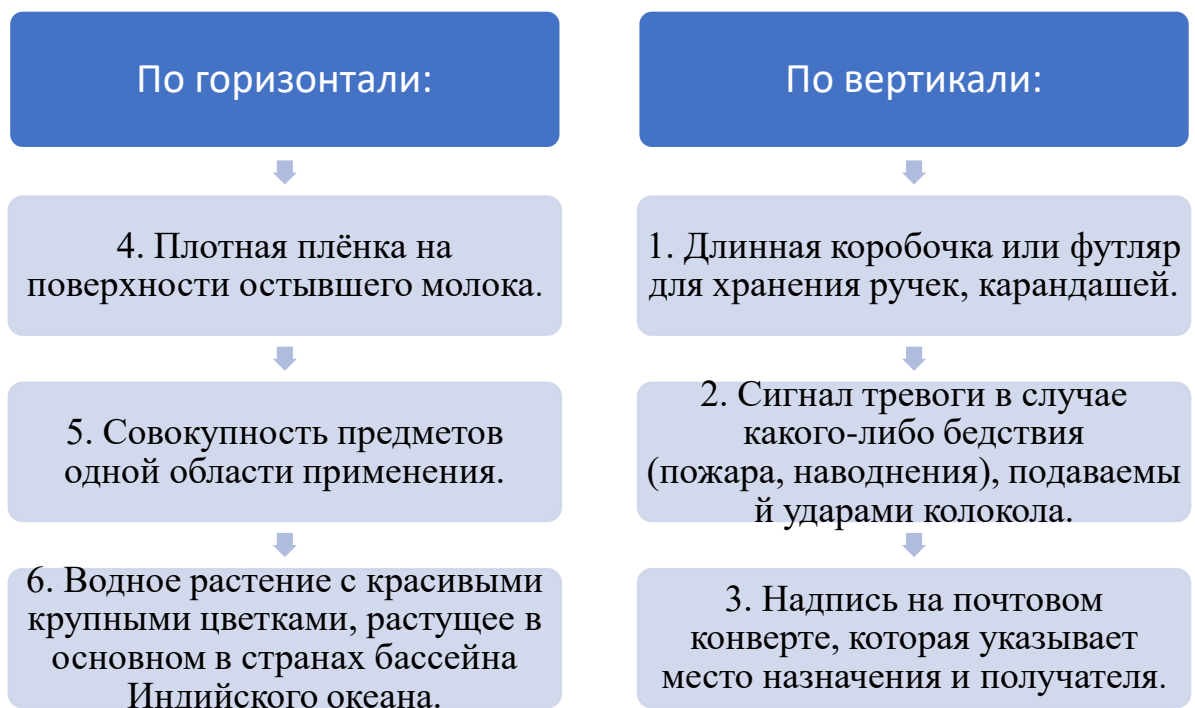 По горизонтали:
4. Плотная плёнка на
поверхности остывшего молока.
5. Совокупность предметов
одной области применения.
6. Водное растение с красивыми
крупными цветками, растущее в
основном в странах бассейна
Индийского океана.
По вертикали:
1. Длинная коробочка или футляр
для хранения ручек, карандашей.
2. Сигнал тревоги в случае
какого-либо бедствия
(пожара, наводнения), подаваемы
й ударами колокола.
3. Надпись на почтовом
конверте, которая указывает
место назначения и получателя.